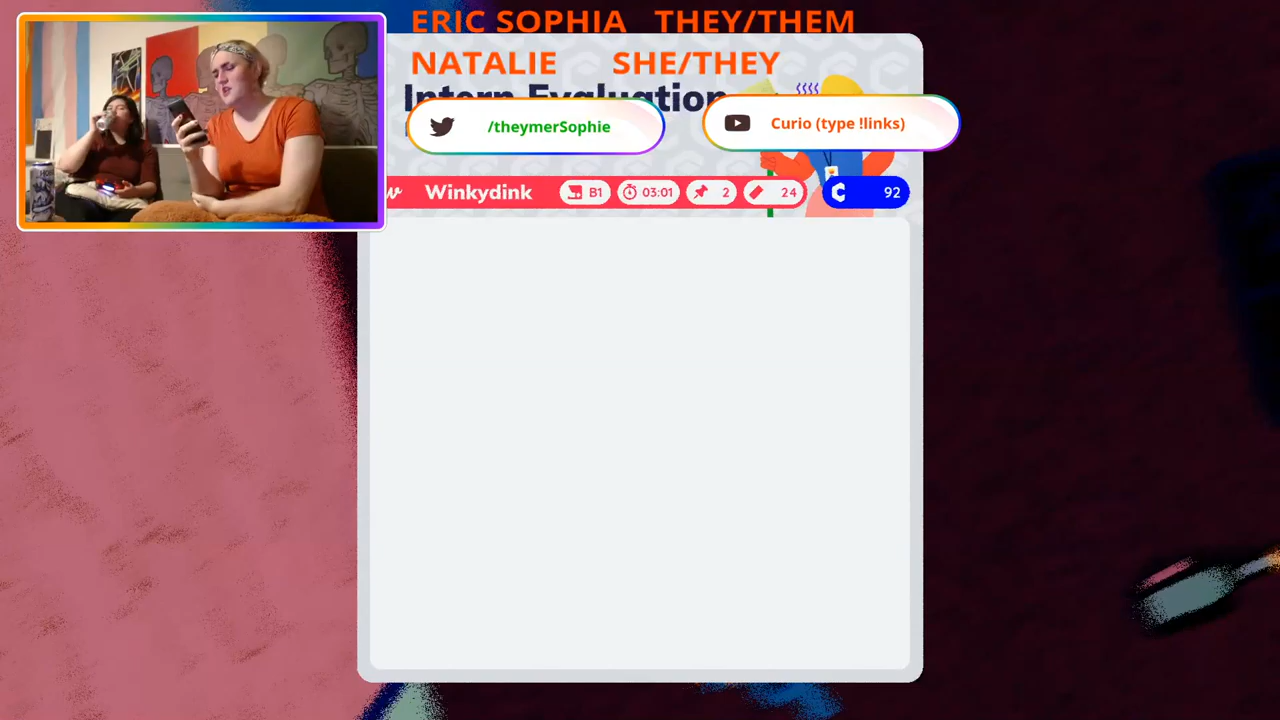 ERIC SOPHIA THEY/THEM
NATALIE SHE/THEY
Intern Evaluation
/theymerSophie
Curio (type !links)
Winkydink B1 03:01 2 24 92